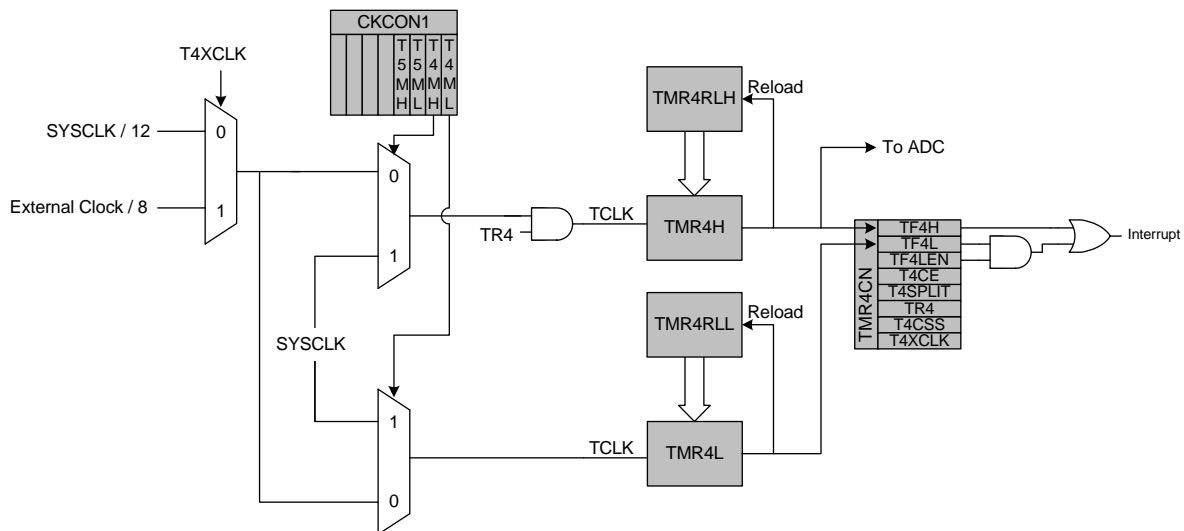 CKCON1
T5MH
T5ML
T4MH
T4ML
T4XCLK
SYSCLK / 12
0
External Clock / 8
1
0
1
SYSCLK
1
0
TR4
TCLK
TMR4RLH
Reload
TMR4H
To ADC
TMR4RLL
Reload
TCLK
TMR4L
TMR4CN
TF4H
TF4L
TF4LEN
T4CE
T4SPLIT
TR4
T4CSS
T4XCLK
Interrupt